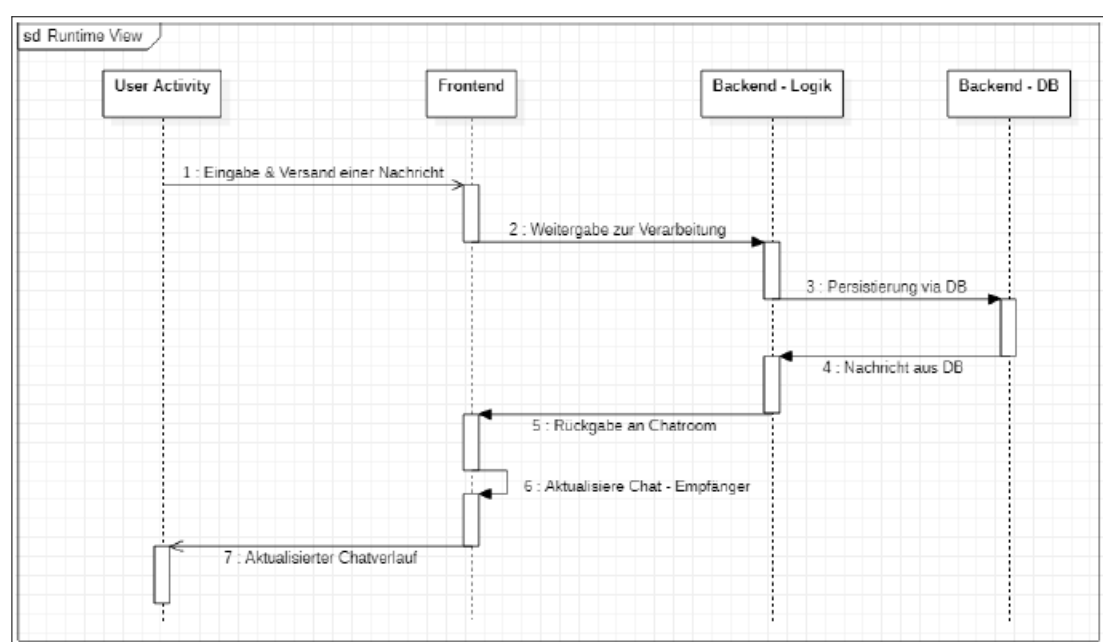 sd Runtime View
User Activity
Frontend
Backend - Logik
Backend - DB
1 : Eingabe & Versand einer Nachricht
2 : Weitergabe zur Verarbeitung
3 : Persistierung via DB
4 : Nachricht aus DB
5 : Rückgabe an Chatroom
6 : Aktualisiere Chat - Empfänger
7 : Aktualisierter Chatverlauf